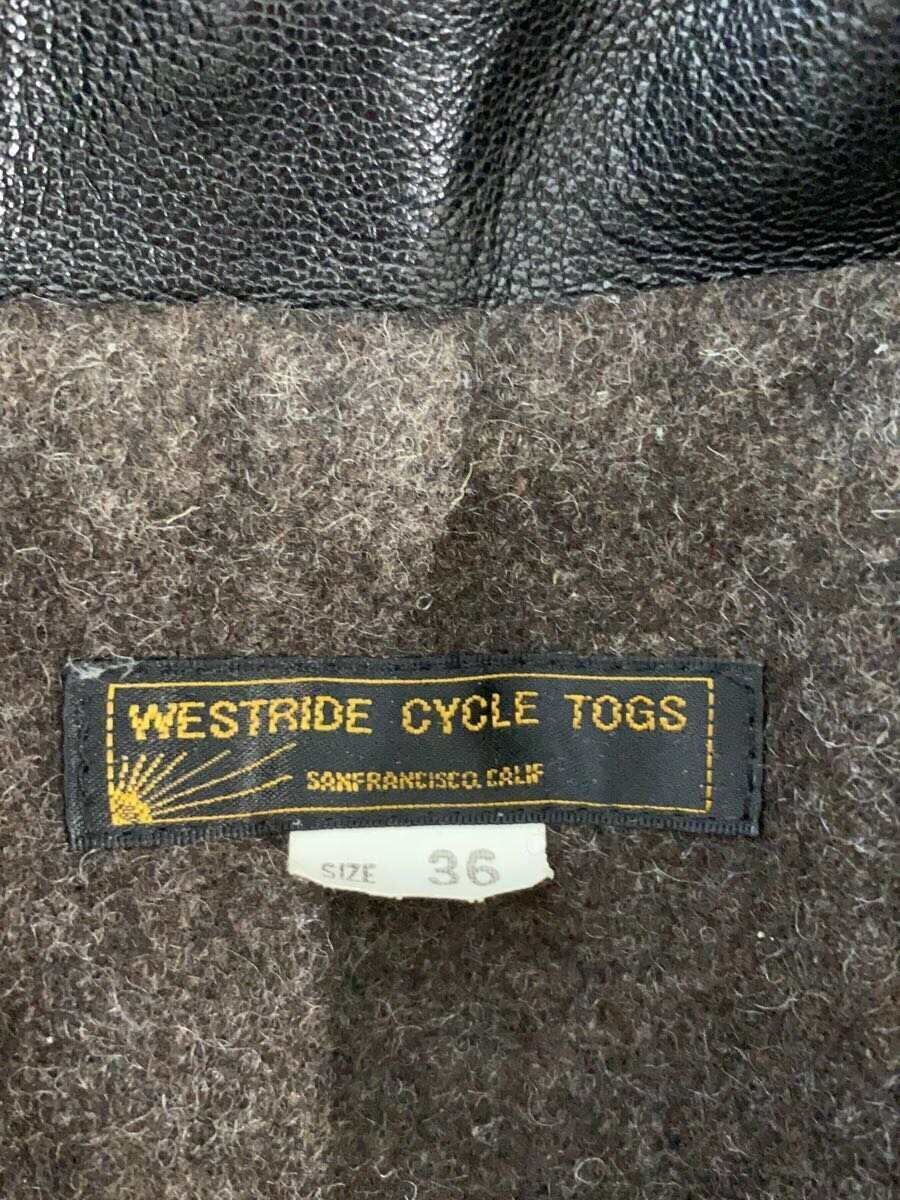 WESTRIDE CYCLE TOGS
SANFRANCISCO. CALIF
SIZE 36